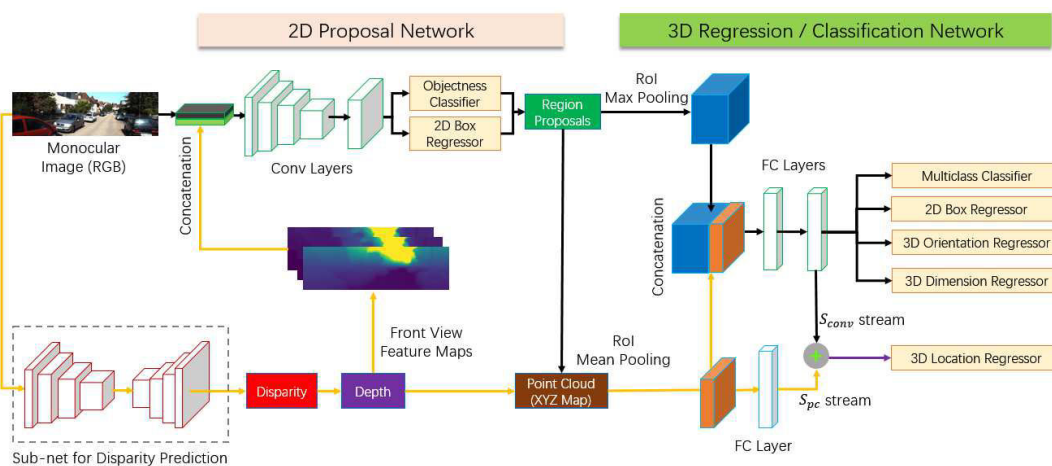 2D Proposal Network
3D Regression / Classification Network
Monocular
Image (RGB)
Concatenation
Conv Layers
Objectness
Classifier
2D Box
Regressor
Region
Proposals
RoI
Max Pooling
Concatenation
FC Layers
Multiclass Classifier
2D Box Regressor
3D Orientation Regressor
3D Dimension Regressor
Front View
Feature Maps
RoI
Mean Pooling
S_conv stream
+
3D Location Regressor
Disparity
Depth
Point Cloud
(XYZ Map)
S_pc stream
FC Layer
Sub-net for Disparity Prediction